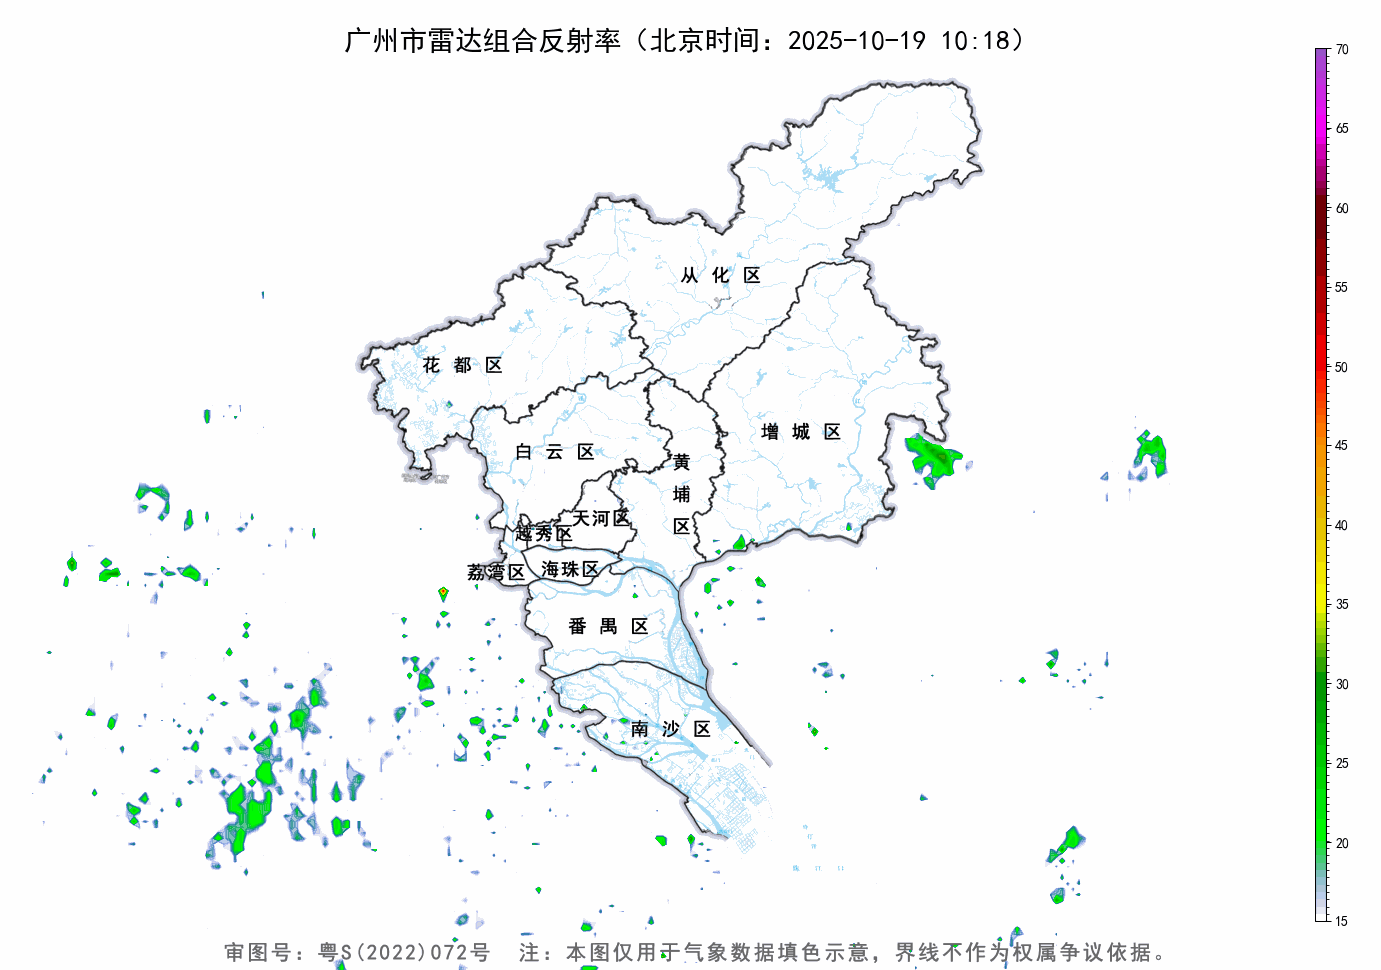 广州市雷达组合反射率（北京时间：2025-10-19 10:18）
70
65
60
55
50
45
40
35
30
25
20
15
从化区
花都区
增城区
白云区
黄埔区
天河区
越秀区
荔湾区
海珠区
番禺区
南沙区
审图号：粤S(2022)072号 注：本图仅用于气象数据填色示意，界线不作为权属争议依据。